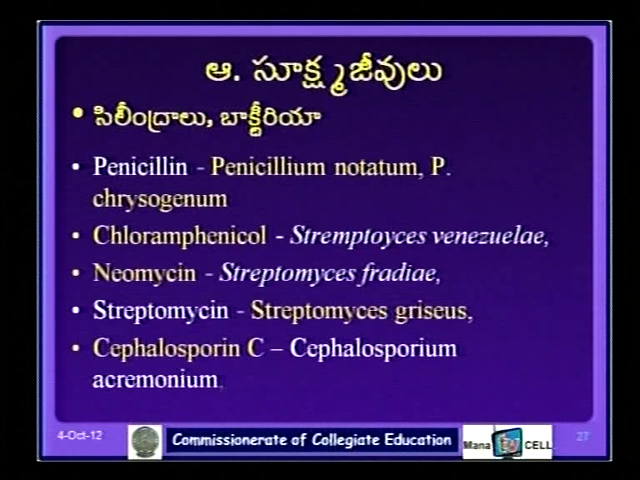 ఆ. సూక్ష్మజీవులు
• సిలీంద్రాలు, బాక్టీరియా
• Penicillin - Penicillium notatum, P.
chrysogenum
• Chloramphenicol - Stremptoyces venezuelae,
• Neomycin - Streptomyces fradiae,
• Streptomycin - Streptomyces griseus,
• Cephalosporin C – Cephalosporium
acremonium.
4-Oct-12
Commissionerate of Collegiate Education
Mana
CELL
27